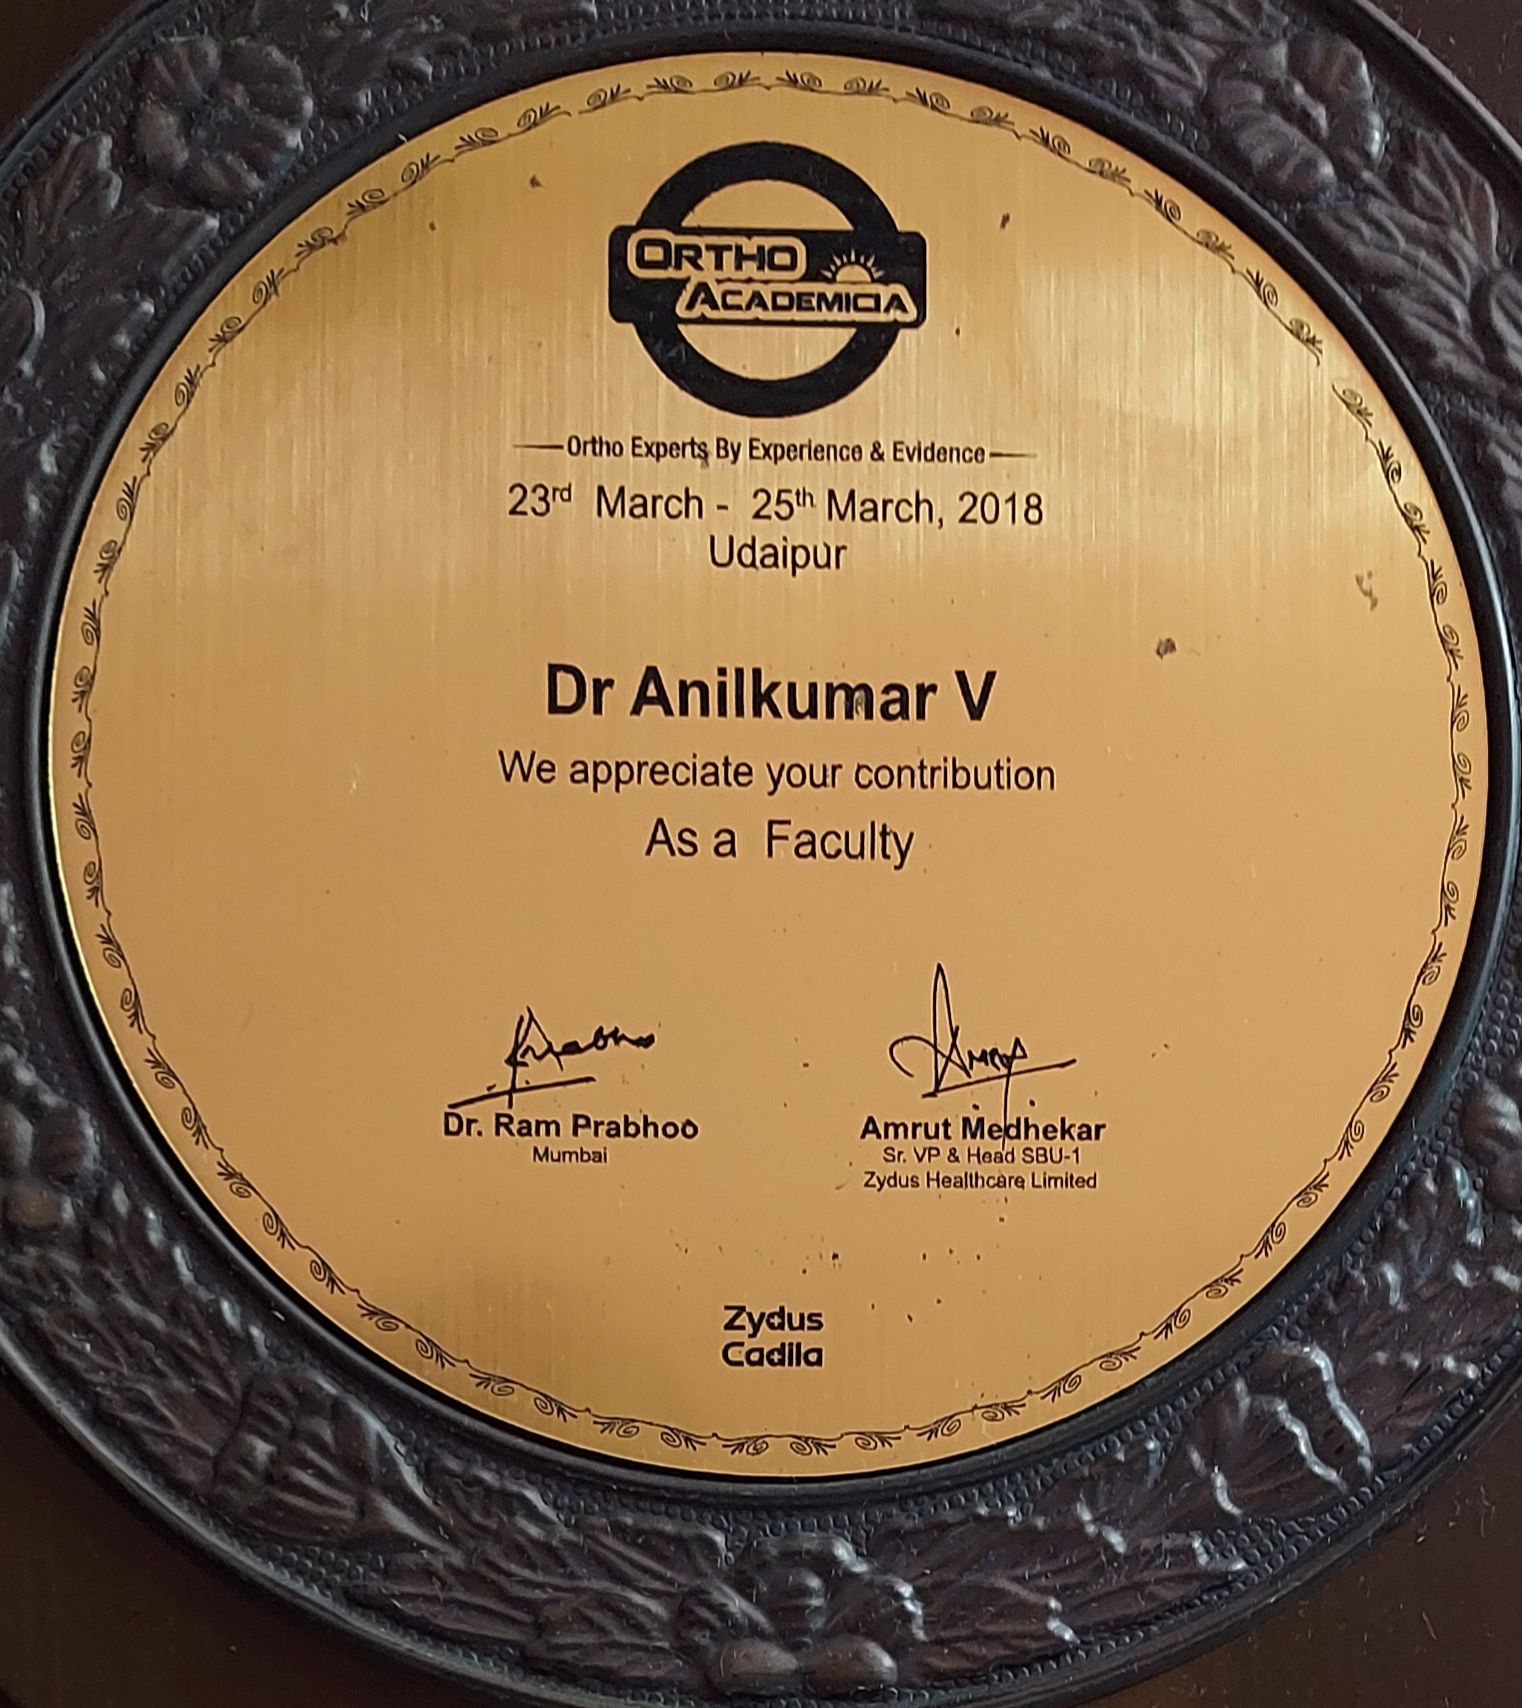 ORTHO
ACADEMICIA
Ortho Experts By Experience & Evidence
23rd March - 25th March, 2018
Udaipur
Dr Anilkumar V
We appreciate your contribution
As a Faculty
Dr. Ram Prabhoo
Mumbai
Amrut Medhekar
Sr. VP & Head SBU-1
Zydus Healthcare Limited
Zydus
Cadila